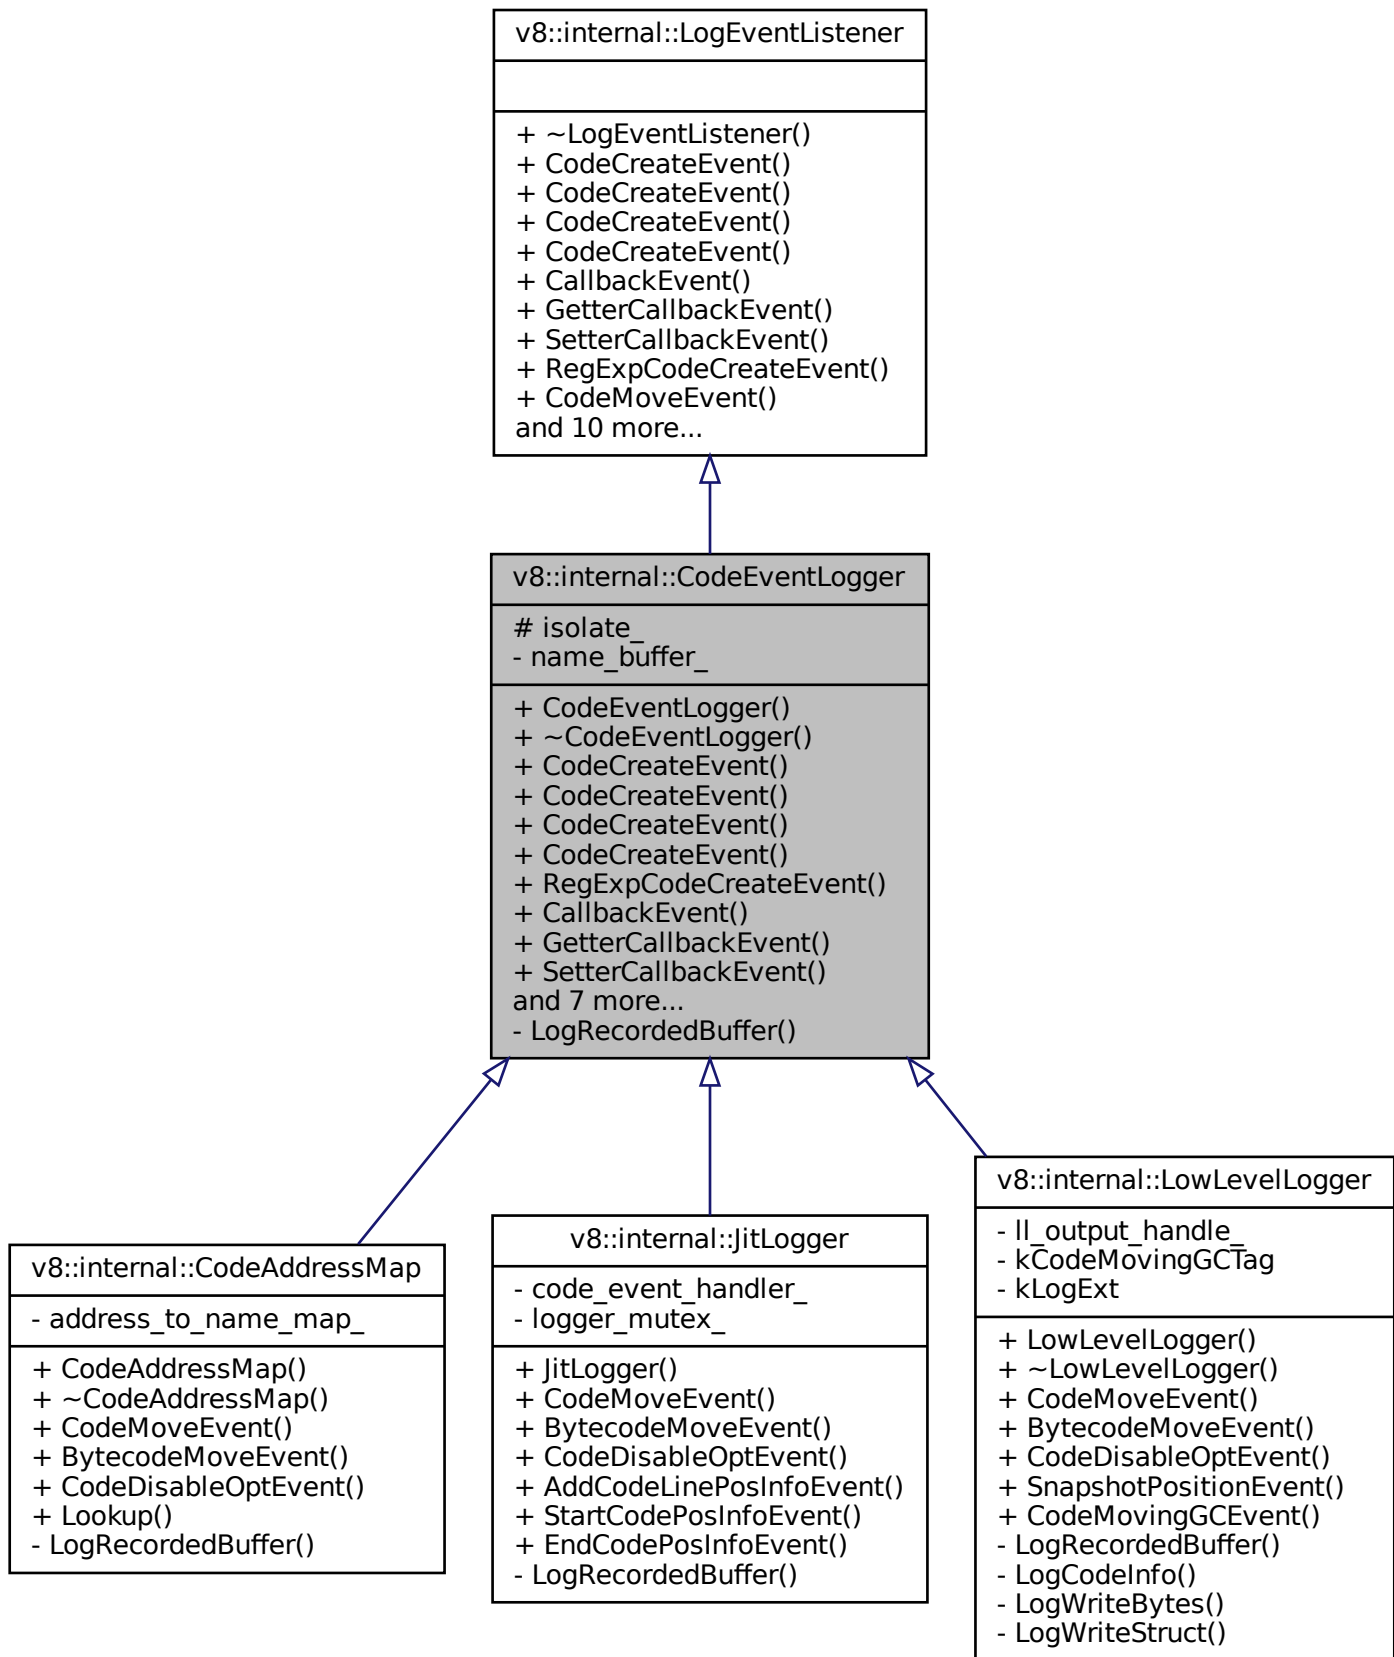 v8::internal::LogEventListener
+ ~LogEventListener()
+ CodeCreateEvent()
+ CodeCreateEvent()
+ CodeCreateEvent()
+ CodeCreateEvent()
+ CallbackEvent()
+ GetterCallbackEvent()
+ SetterCallbackEvent()
+ RegExpCodeCreateEvent()
+ CodeMoveEvent()
and 10 more...
v8::internal::CodeEventLogger
# isolate_
- name_buffer_
+ CodeEventLogger()
+ ~CodeEventLogger()
+ CodeCreateEvent()
+ CodeCreateEvent()
+ CodeCreateEvent()
+ CodeCreateEvent()
+ RegExpCodeCreateEvent()
+ CallbackEvent()
+ GetterCallbackEvent()
+ SetterCallbackEvent()
and 7 more...
- LogRecordedBuffer()
v8::internal::CodeAddressMap
- address_to_name_map_
+ CodeAddressMap()
+ ~CodeAddressMap()
+ CodeMoveEvent()
+ BytecodeMoveEvent()
+ CodeDisableOptEvent()
+ Lookup()
- LogRecordedBuffer()
v8::internal::JitLogger
- code_event_handler_
- logger_mutex_
+ JitLogger()
+ CodeMoveEvent()
+ BytecodeMoveEvent()
+ CodeDisableOptEvent()
+ AddCodeLinePosInfoEvent()
+ StartCodePosInfoEvent()
+ EndCodePosInfoEvent()
- LogRecordedBuffer()
v8::internal::LowLevelLogger
- ll_output_handle_
- kCodeMovingGCTag
- kLogExt
+ LowLevelLogger()
+ ~LowLevelLogger()
+ CodeMoveEvent()
+ BytecodeMoveEvent()
+ CodeDisableOptEvent()
+ SnapshotPositionEvent()
+ CodeMovingGCEvent()
- LogRecordedBuffer()
- LogCodeInfo()
- LogWriteBytes()
- LogWriteStruct()